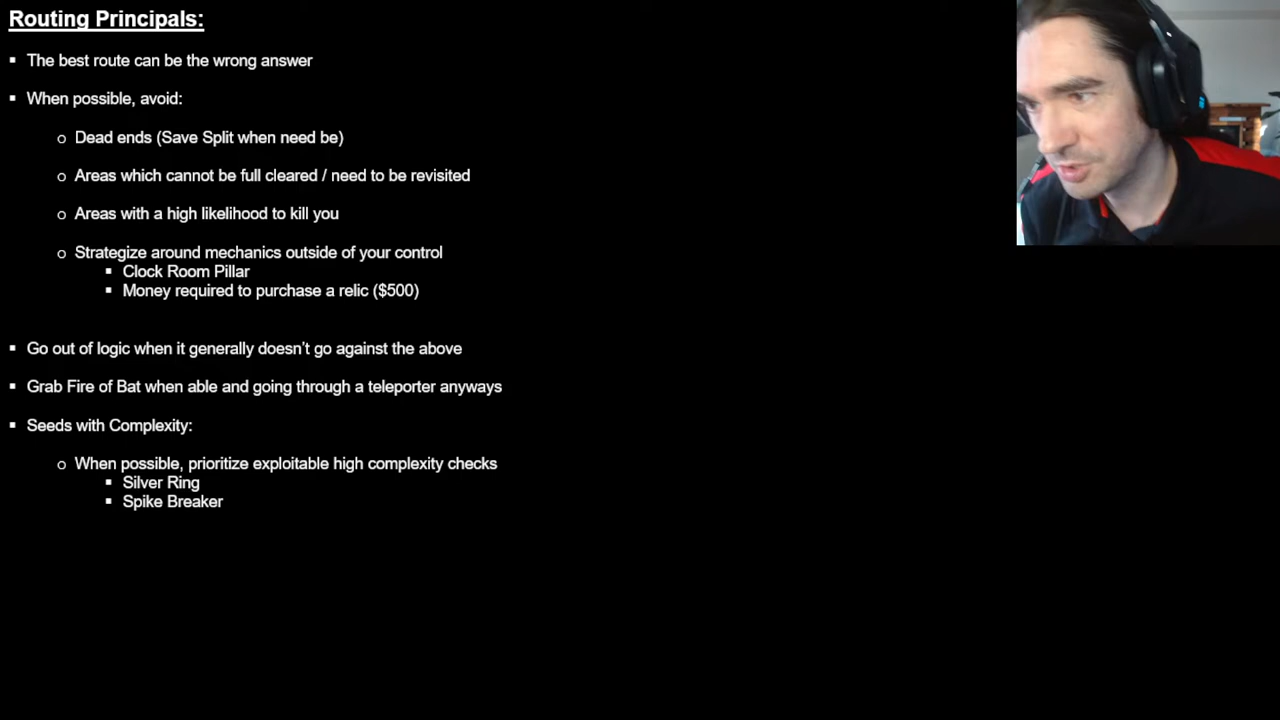 Routing Principals:
The best route can be the wrong answer
When possible, avoid:
Dead ends (Save Split when need be)
Areas which cannot be full cleared / need to be revisited
Areas with a high likelihood to kill you
Strategize around mechanics outside of your control
Clock Room Pillar
Money required to purchase a relic ($500)
Go out of logic when it generally doesn't go against the above
Grab Fire of Bat when able and going through a teleporter anyways
Seeds with Complexity:
When possible, prioritize exploitable high complexity checks
Silver Ring
Spike Breaker